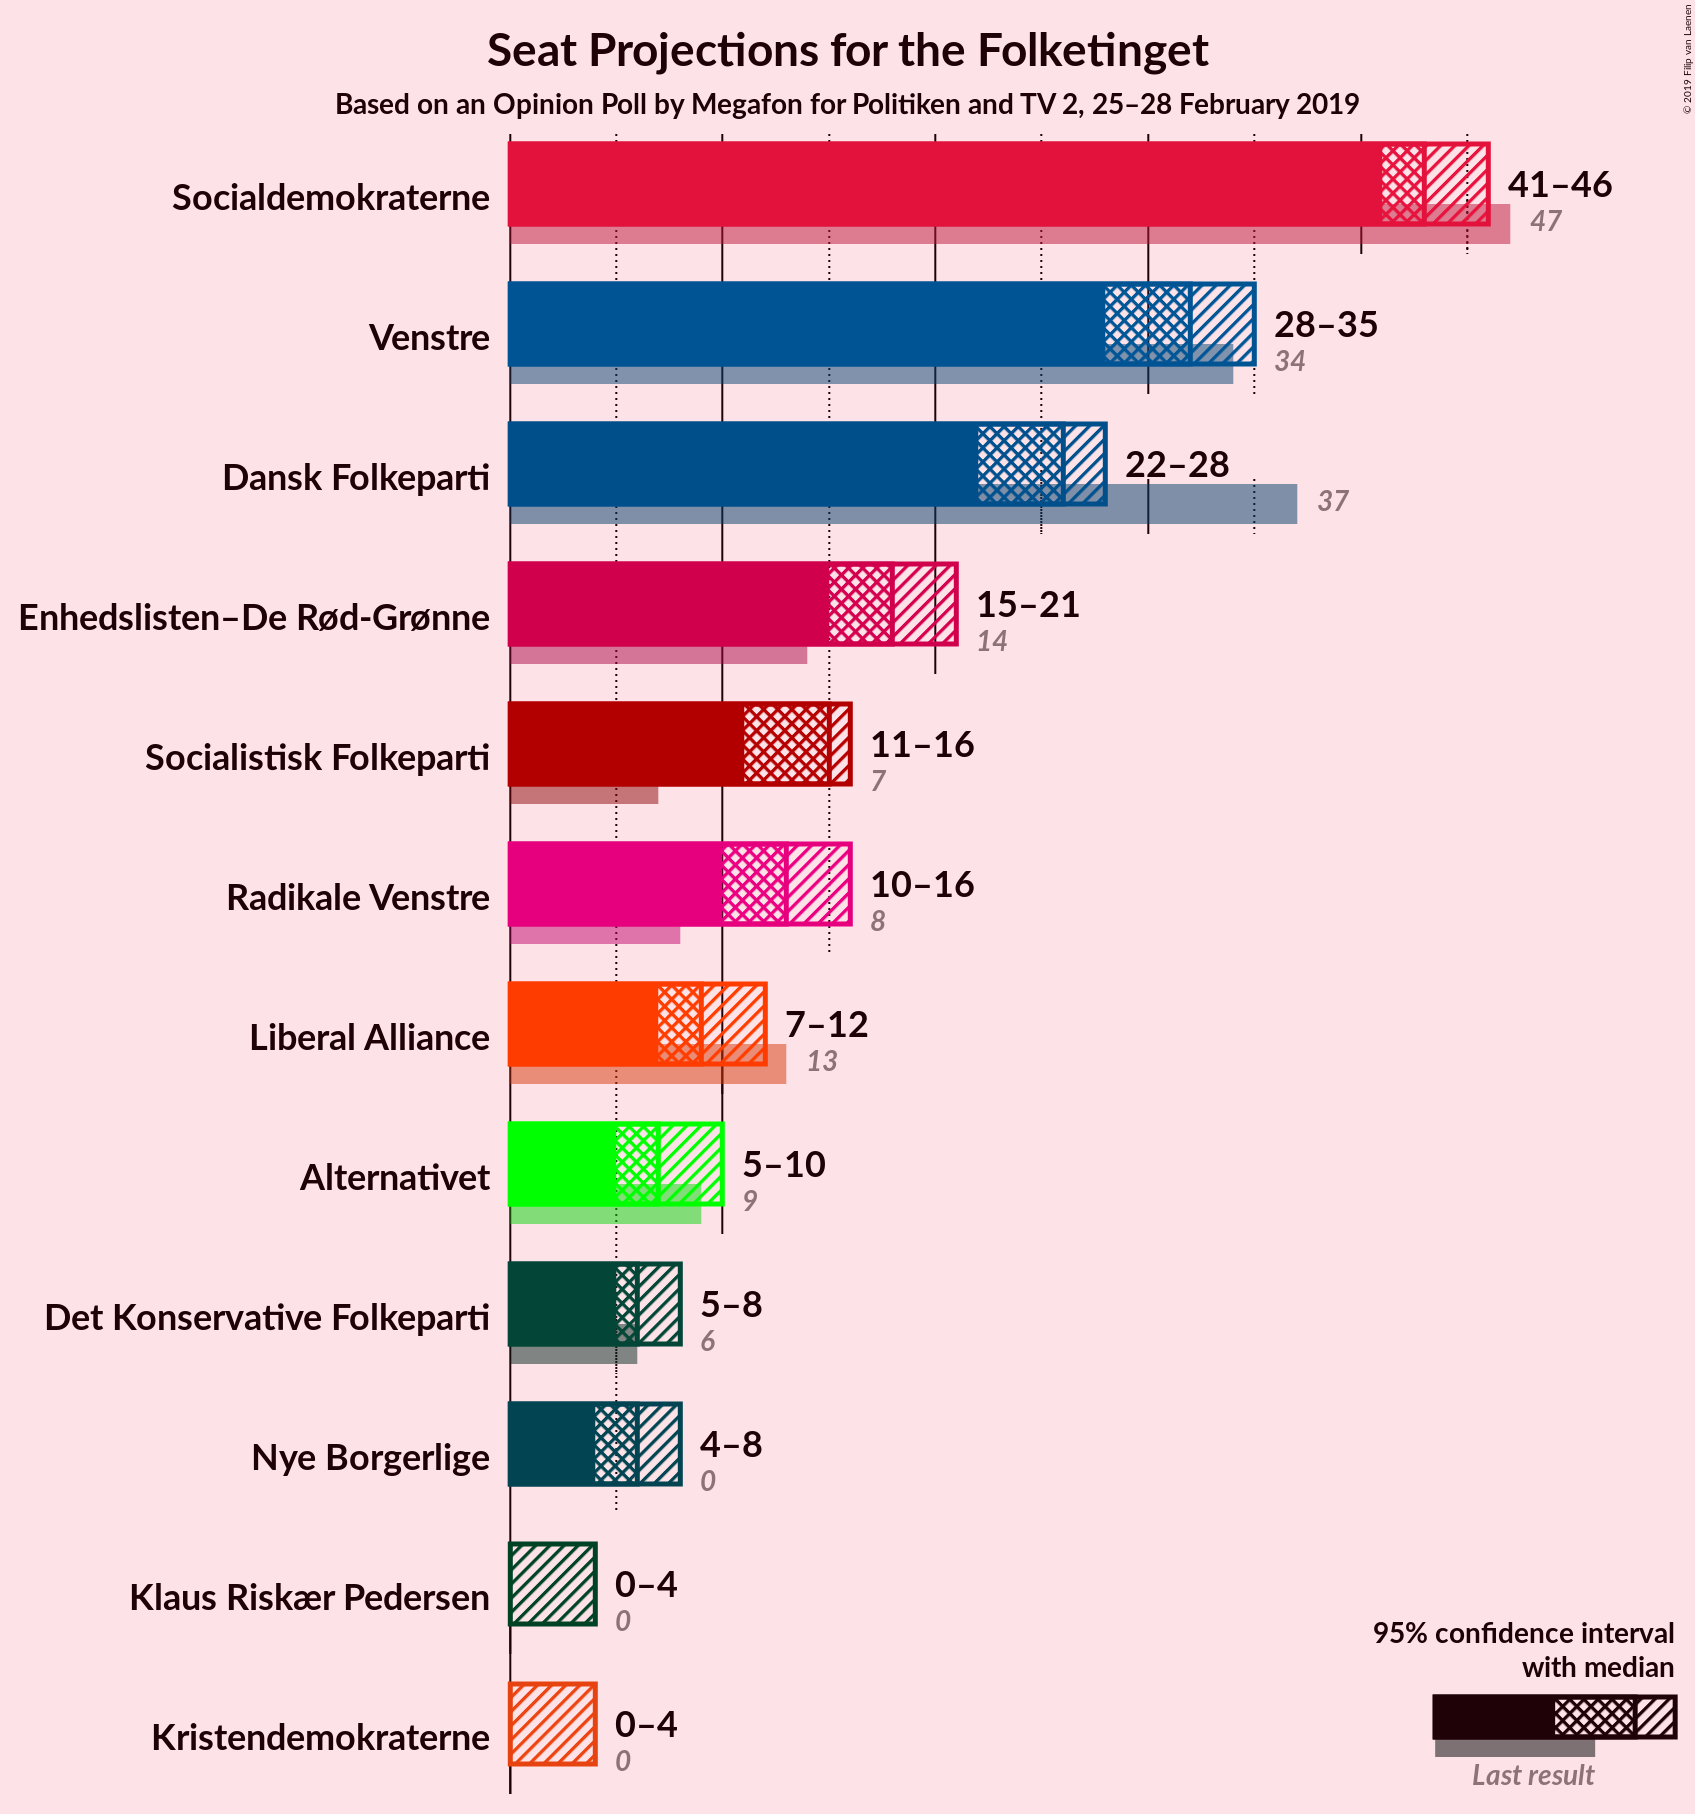 Seat Projections for the Folketinget
Based on an Opinion Poll by Megafon for Politiken and TV 2, 25–28 February 2019
© 2019 Filip van Laenen
Socialdemokraterne
41–46
47
Venstre
28–35
34
Dansk Folkeparti
22–28
37
Enhedslisten–De Rød-Grønne
15–21
14
Socialistisk Folkeparti
11–16
7
Radikale Venstre
10–16
8
Liberal Alliance
7–12
13
Alternativet
5–10
9
Det Konservative Folkeparti
5–8
6
Nye Borgerlige
4–8
0
Klaus Riskær Pedersen
0–4
0
Kristendemokraterne
0–4
0
95% confidence interval
with median
Last result